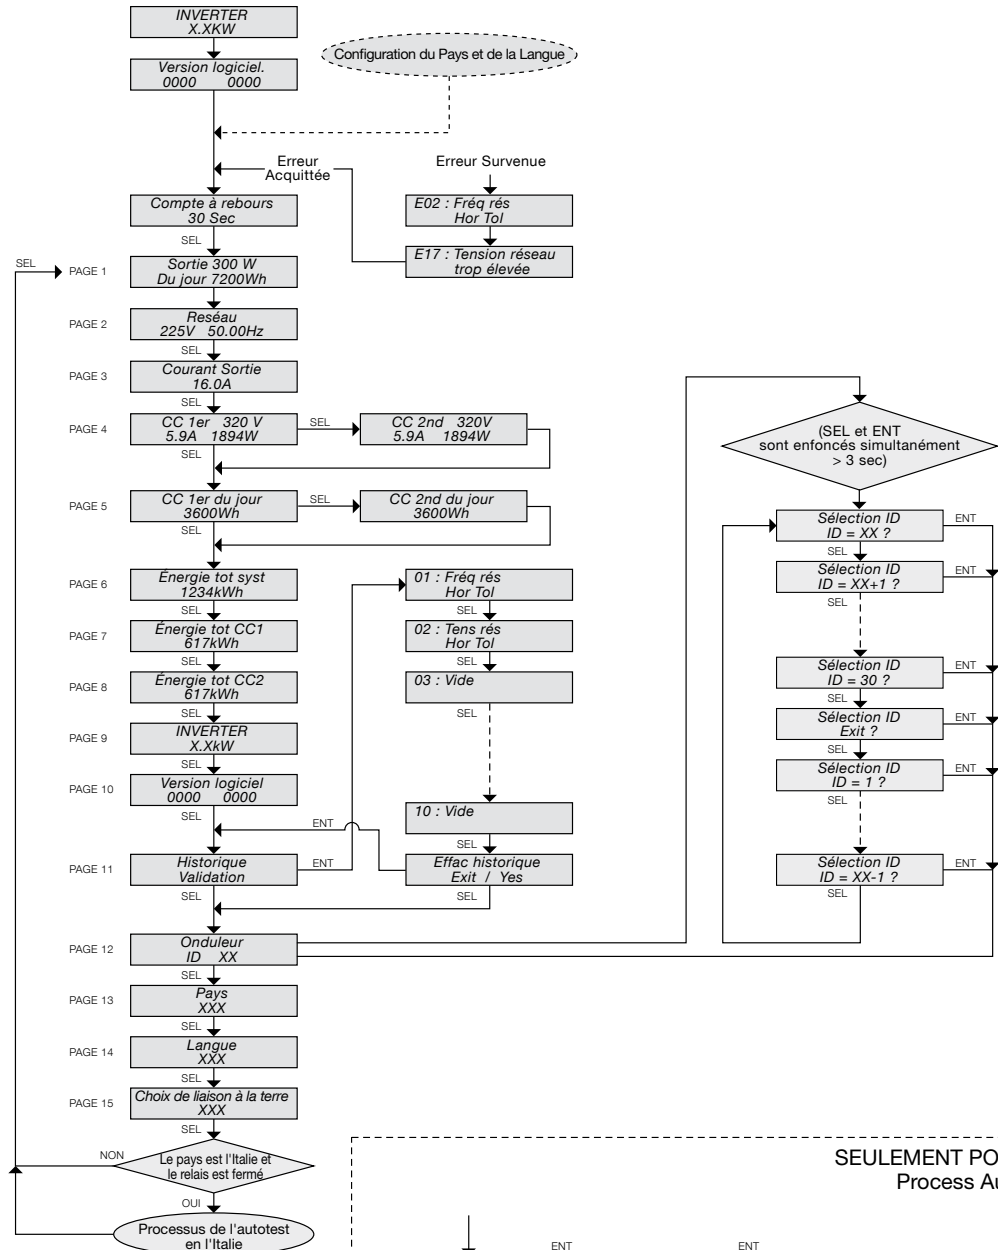 INVERTER
X.XKW
Configuration du Pays et de la Langue
Version logiciel.
0000 0000
Erreur
Acquittée
Erreur Survenue
Compte à rebours
30 Sec
E02 : Fréq rés
Hor Tol
SEL
E17 : Tension réseau
trop élevée
SEL
PAGE 1
Sortie 300 W
Du jour 7200Wh
PAGE 2
Reséau
225V 50.00Hz
SEL
PAGE 3
Courant Sortie
16.0A
SEL
PAGE 4
CC 1er 320 V
5.9A 1894W
SEL
CC 2nd 320V
5.9A 1894W
SEL
PAGE 5
CC 1er du jour
3600Wh
SEL
CC 2nd du jour
3600Wh
SEL
PAGE 6
Énergie tot syst
1234kWh
SEL
PAGE 7
Énergie tot CC1
617kWh
SEL
PAGE 8
Énergie tot CC2
617kWh
SEL
PAGE 9
INVERTER
X.XkW
SEL
PAGE 10
Version logiciel
0000 0000
SEL
ENT
PAGE 11
Historique
Validation
ENT
SEL
01 : Fréq rés
Hor Tol
SEL
02 : Tens rés
Hor Tol
SEL
03 : Vide
SEL
10 : Vide
SEL
Effac historique
Exit / Yes
SEL
PAGE 12
Onduleur
ID XX
SEL
PAGE 13
Pays
XXX
SEL
PAGE 14
Langue
XXX
SEL
PAGE 15
Choix de liaison à la terre
XXX
SEL
NON
Le pays est l'Italie et
le relais est fermé
OUI
Processus de l'autotest
en l'Italie
(SEL et ENT
sont enfoncés simultanément
> 3 sec)
Sélection ID
ID = XX ?
ENT
SEL
Sélection ID
ID = XX+1 ?
ENT
SEL
Sélection ID
ID = 30 ?
ENT
SEL
Sélection ID
Exit ?
ENT
SEL
Sélection ID
ID = 1 ?
ENT
SEL
Sélection ID
ID = XX-1 ?
ENT
SEL
SEULEMENT PO
Process Au
ENT
ENT